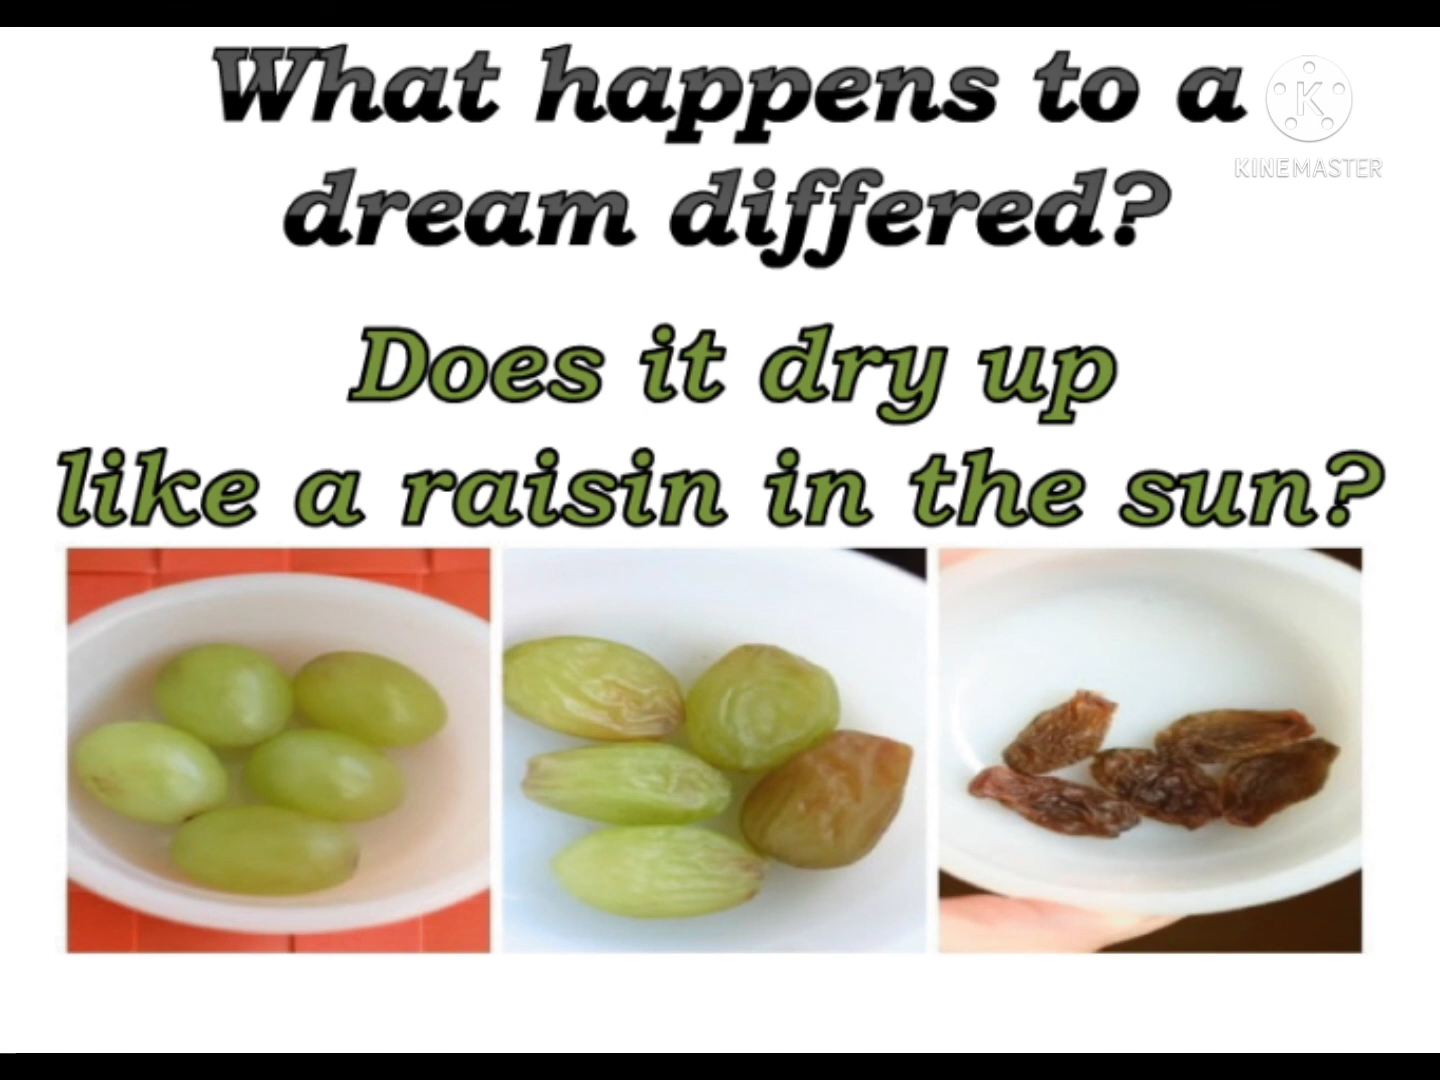 What happens to a
K
KINEMASTER
dream differed?
Does it dry up
like a raisin in the sun?